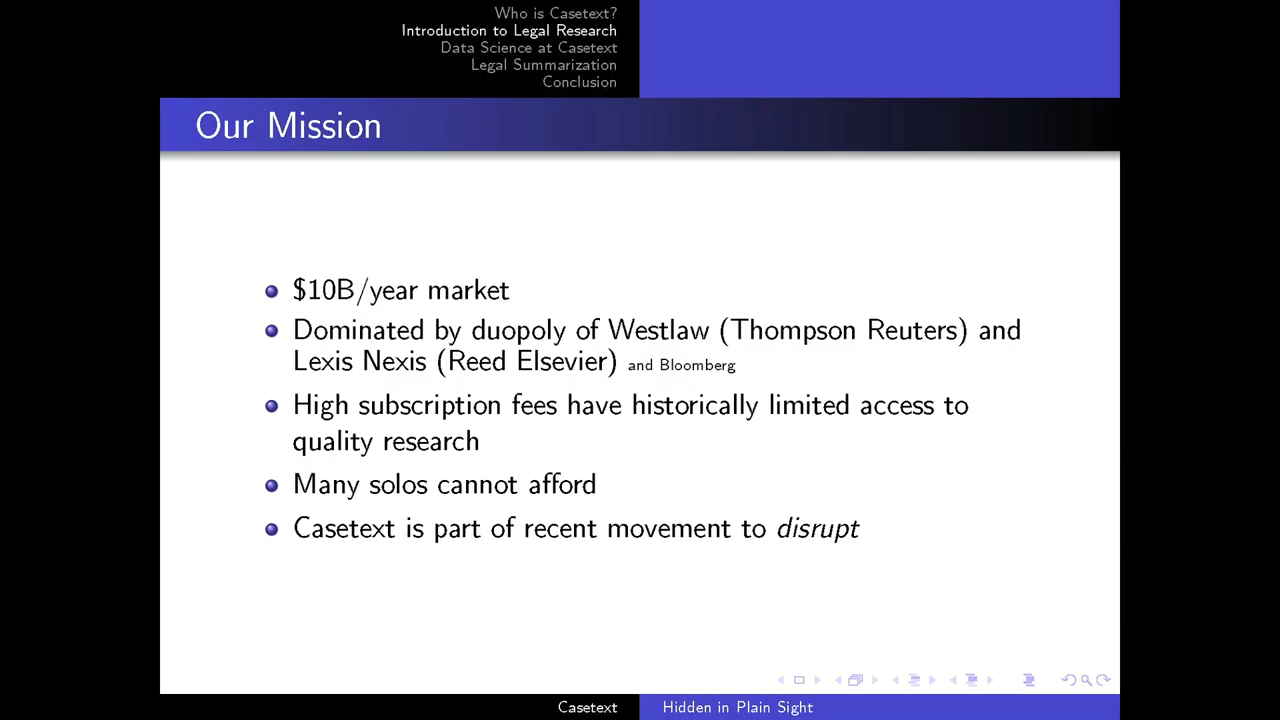 Who is Casetext?
Introduction to Legal Research
Data Science at Casetext
Legal Summarization
Conclusion
Our Mission
$10B/year market
Dominated by duopoly of Westlaw (Thompson Reuters) and
Lexis Nexis (Reed Elsevier) and Bloomberg
High subscription fees have historically limited access to
quality research
Many solos cannot afford
Casetext is part of recent movement to disrupt
Casetext
Hidden in Plain Sight